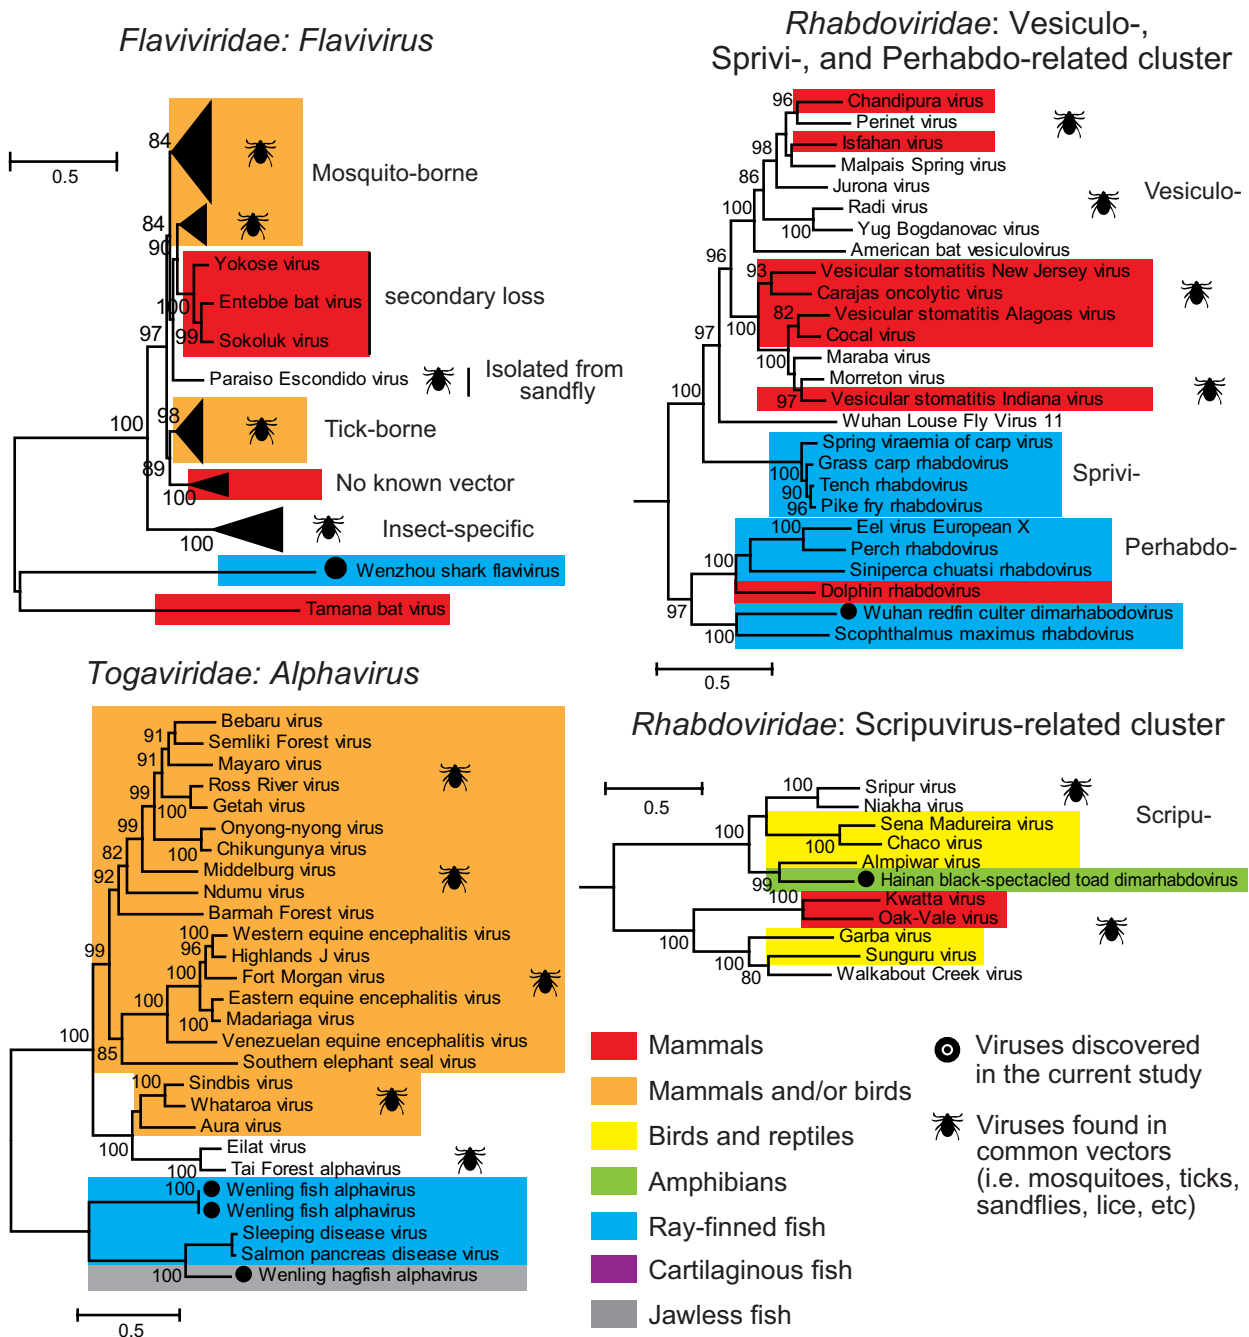 Flaviviridae: Flavivirus
0.5
84
Mosquito-borne
84
90
Yokose virus
Entebbe bat virus
Sokoluk virus
100
99
secondary loss
97
Paraiso Escondido virus
Isolated from
sandfly
100
98
Tick-borne
89
No known vector
100
Insect-specific
100
Wenzhou shark flavivirus
Tamana bat virus
Rhabdoviridae: Vesiculo-,
Sprivi-, and Perhabdo-related cluster
96
Chandipura virus
Perinet virus
98
Isfahan virus
Malpais Spring virus
86
Jurona virus
Vesiculo-
100
Radi virus
100
Yug Bogdanovac virus
96
American bat vesiculovirus
93
Vesicular stomatitis New Jersey virus
Carajas oncolytic virus
82
Vesicular stomatitis Alagoas virus
100
Cocal virus
97
100
Maraba virus
Morreton virus
97
Vesicular stomatitis Indiana virus
100
Wuhan Louse Fly Virus 11
Spring viraemia of carp virus
100
Grass carp rhabdovirus
Sprivi-
90
Tench rhabdovirus
96
Pike fry rhabdovirus
100
Eel virus European X
Perhabdo-
100
Perch rhabdovirus
Siniperca chuatsi rhabdovirus
Dolphin rhabdovirus
97
Wuhan redfin culter dimarhabodovirus
100
Scophthalmus maximus rhabdovirus
0.5
Togaviridae: Alphavirus
Bebaru virus
91
Semliki Forest virus
91
Mayaro virus
99
Ross River virus
100
Getah virus
99
Onyong-nyong virus
100
Chikungunya virus
82
Middelburg virus
92
Ndumu virus
Barmah Forest virus
99
100
Western equine encephalitis virus
96
Highlands J virus
100
Fort Morgan virus
100
Eastern equine encephalitis virus
100
Madariaga virus
100
85
Venezuelan equine encephalitis virus
Southern elephant seal virus
100
Sindbis virus
Whataroa virus
Aura virus
100
Eilat virus
100
Tai Forest alphavirus
100
Wenling fish alphavirus
Wenling fish alphavirus
Sleeping disease virus
Salmon pancreas disease virus
100
Wenling hagfish alphavirus
0.5
Rhabdoviridae: Scripuvirus-related cluster
0.5
100
Sripur virus
Niakha virus
Scripu-
100
Sena Madureira virus
100
Chaco virus
Almpiwar virus
99
Hainan black-spectacled toad dimarhabdovirus
100
Kwatta virus
Oak-Vale virus
100
Garba virus
100
Sunguru virus
80
Walkabout Creek virus
Mammals
Mammals and/or birds
Birds and reptiles
Amphibians
Ray-finned fish
Cartilaginous fish
Jawless fish
Viruses discovered
in the current study
Viruses found in
common vectors
(i.e. mosquitoes, ticks,
sandflies, lice, etc)